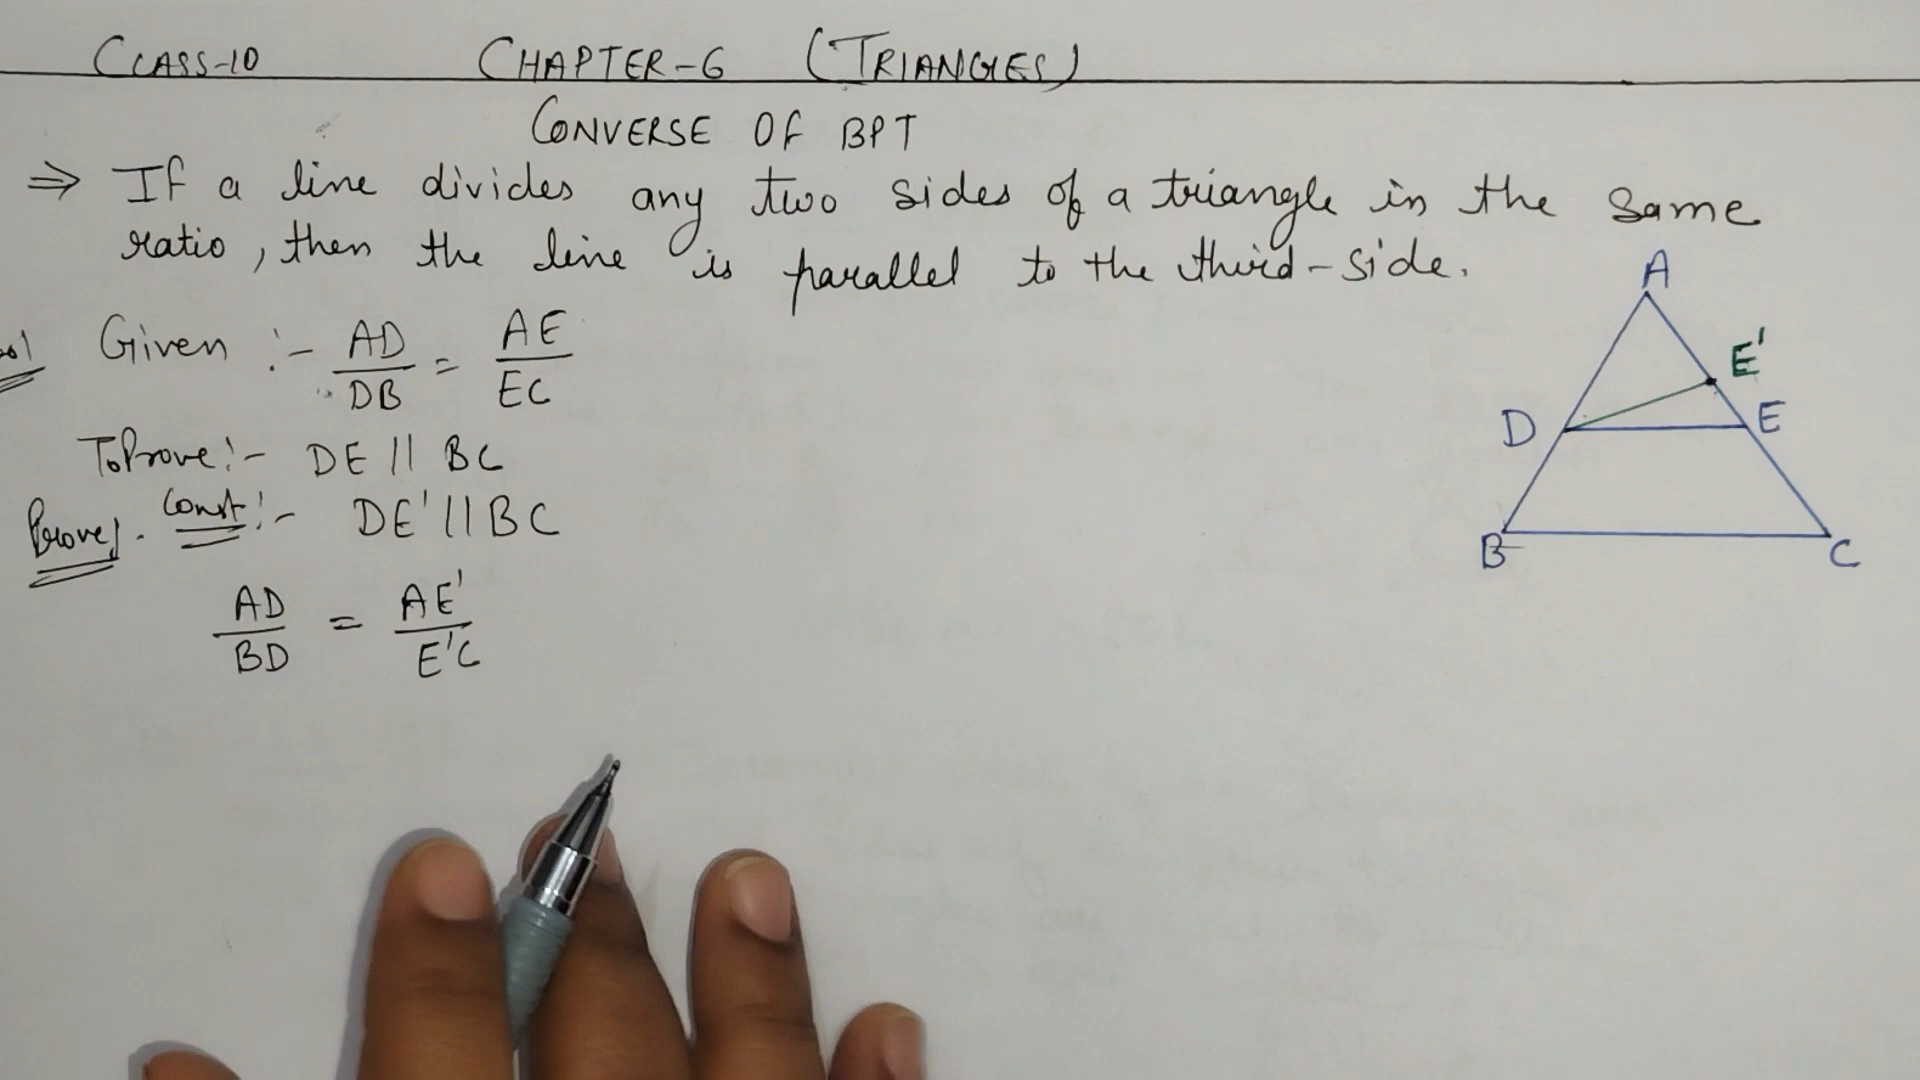 CLASS-10 CHAPTER-6 (TRIANGLES)
CONVERSE OF BPT
⇒ If a line divides any two sides of a triangle in the same
ratio, then the line is parallel to the third-side.
Given :- AD/DB = AE/EC
To Prove:- DE || BC
Prove). Const:- DE' || BC
AD/BD = AE'/E'C
A
E'
D E
B C